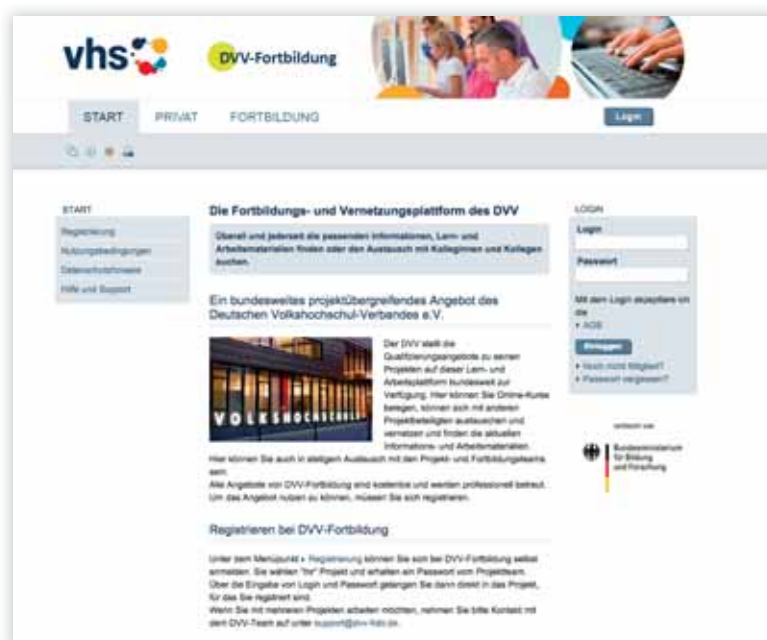 vhs
DVV-Fortbildung
START PRIVAT FORTBILDUNG
Login
START
Registrierung
Nutzungsbedingungen
Datenschutzhinweis
Hilfe und Support
Die Fortbildungs- und Vernetzungsplattform des DVV
Überall und jederzeit die passenden Informationen, Lern- und
Arbeitsmaterialien finden oder den Austausch mit Kolleginnen und Kollegen
suchen.
Ein bundesweites projektübergreifendes Angebot des
Deutschen Volkshochschul-Verbandes e.V.
VOLKSHOCHSCHULE
Der DVV stellt die
Qualifizierungsangebote zu seinen
Projekten auf dieser Lern- und
Arbeitsplattform bundesweit zur
Verfügung. Hier können Sie Online-Kurse
belegen, können sich mit anderen
Projektbeteiligten austauschen und
vernetzen und finden die aktuellen
Informations- und Arbeitsmaterialien.
Hier können Sie auch in stetigem Austausch mit den Projekt- und Fortbildungsteams
sein.
Alle Angebote von DVV-Fortbildung sind kostenlos und werden professionell betreut.
Um das Angebot nutzen zu können, müssen Sie sich registrieren.
Registrieren bei DVV-Fortbildung
Unter dem Menüpunkt Registrierung können Sie sich bei DVV-Fortbildung selbst
anmelden. Sie wählen "Ihr" Projekt und erhalten ein Passwort vom Projektteam.
Über die Eingabe von Login und Passwort gelangen Sie dann direkt in das Projekt,
für das Sie registriert sind.
Wenn Sie mit mehreren Projekten arbeiten möchten, nehmen Sie bitte Kontakt mit
dem DVV-Team auf unter
LOGIN
Login
Passwort
Mit dem Login akzeptiere ich
die
AGB
Einloggen
Noch nicht Mitglied?
Passwort vergessen?
Bundesministerium
für Bildung
und Forschung